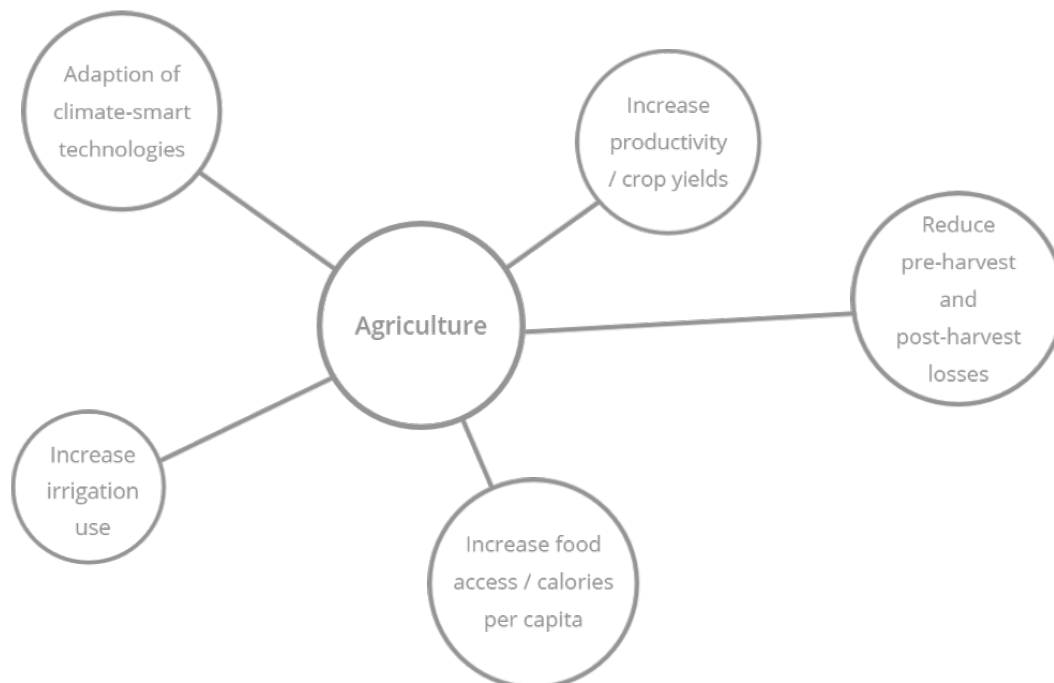 Adaption of
climate-smart
technologies
Increase
productivity
/ crop yields
Reduce
pre-harvest
and
post-harvest
losses
Agriculture
Increase
irrigation
use
Increase food
access / calories
per capita